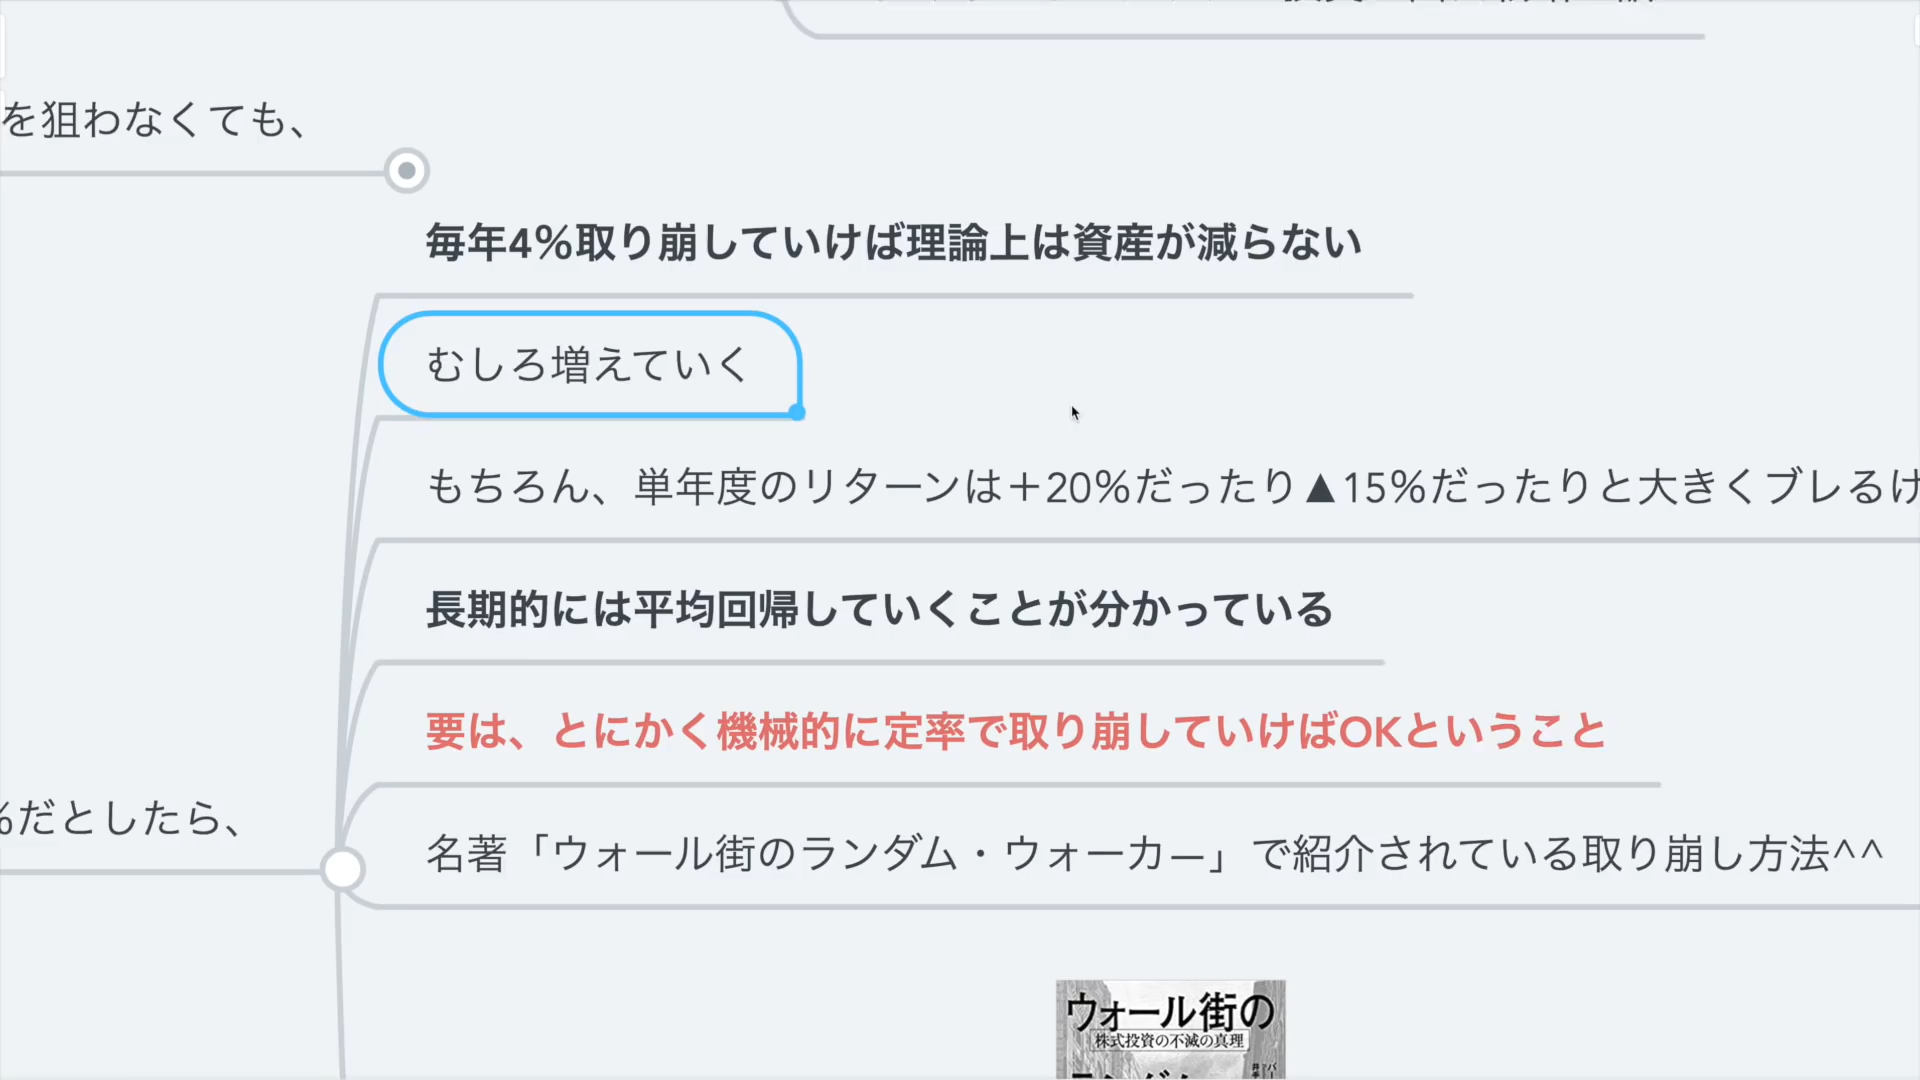 を狙わなくても、
毎年4%取り崩していけば理論上は資産が減らない
むしろ増えていく
もちろん、単年度のリターンは＋20%だったり▲15%だったりと大きくブレるけ
長期的には平均回帰していくことが分かっている
要は、とにかく機械的に定率で取り崩していけばOKということ
%だとしたら、
名著「ウォール街のランダム・ウォーカー」で紹介されている取り崩し方法^^
ウォール街の
株式投資の不滅の真理